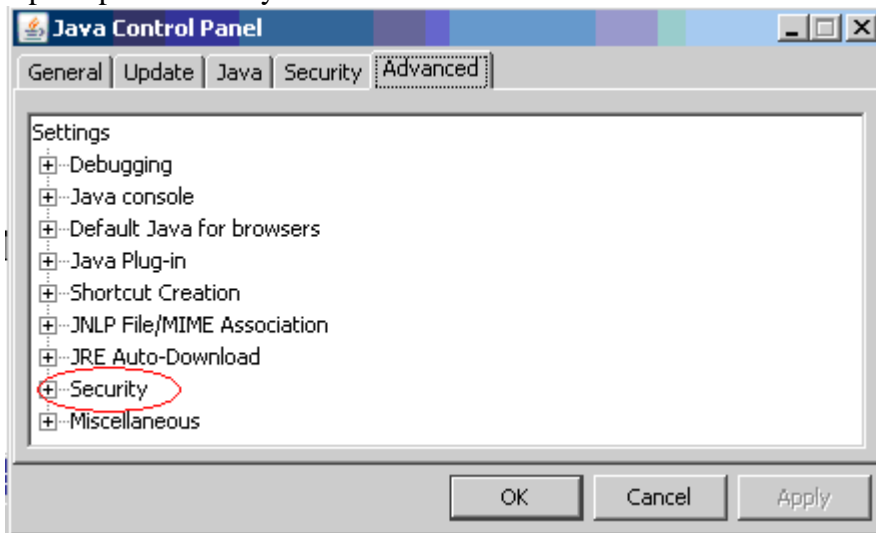 Java Control Panel
General Update Java Security Advanced
Settings
Debugging
Java console
Default Java for browsers
Java Plug-in
Shortcut Creation
JNLP File/MIME Association
JRE Auto-Download
Security
Miscellaneous
OK Cancel Apply